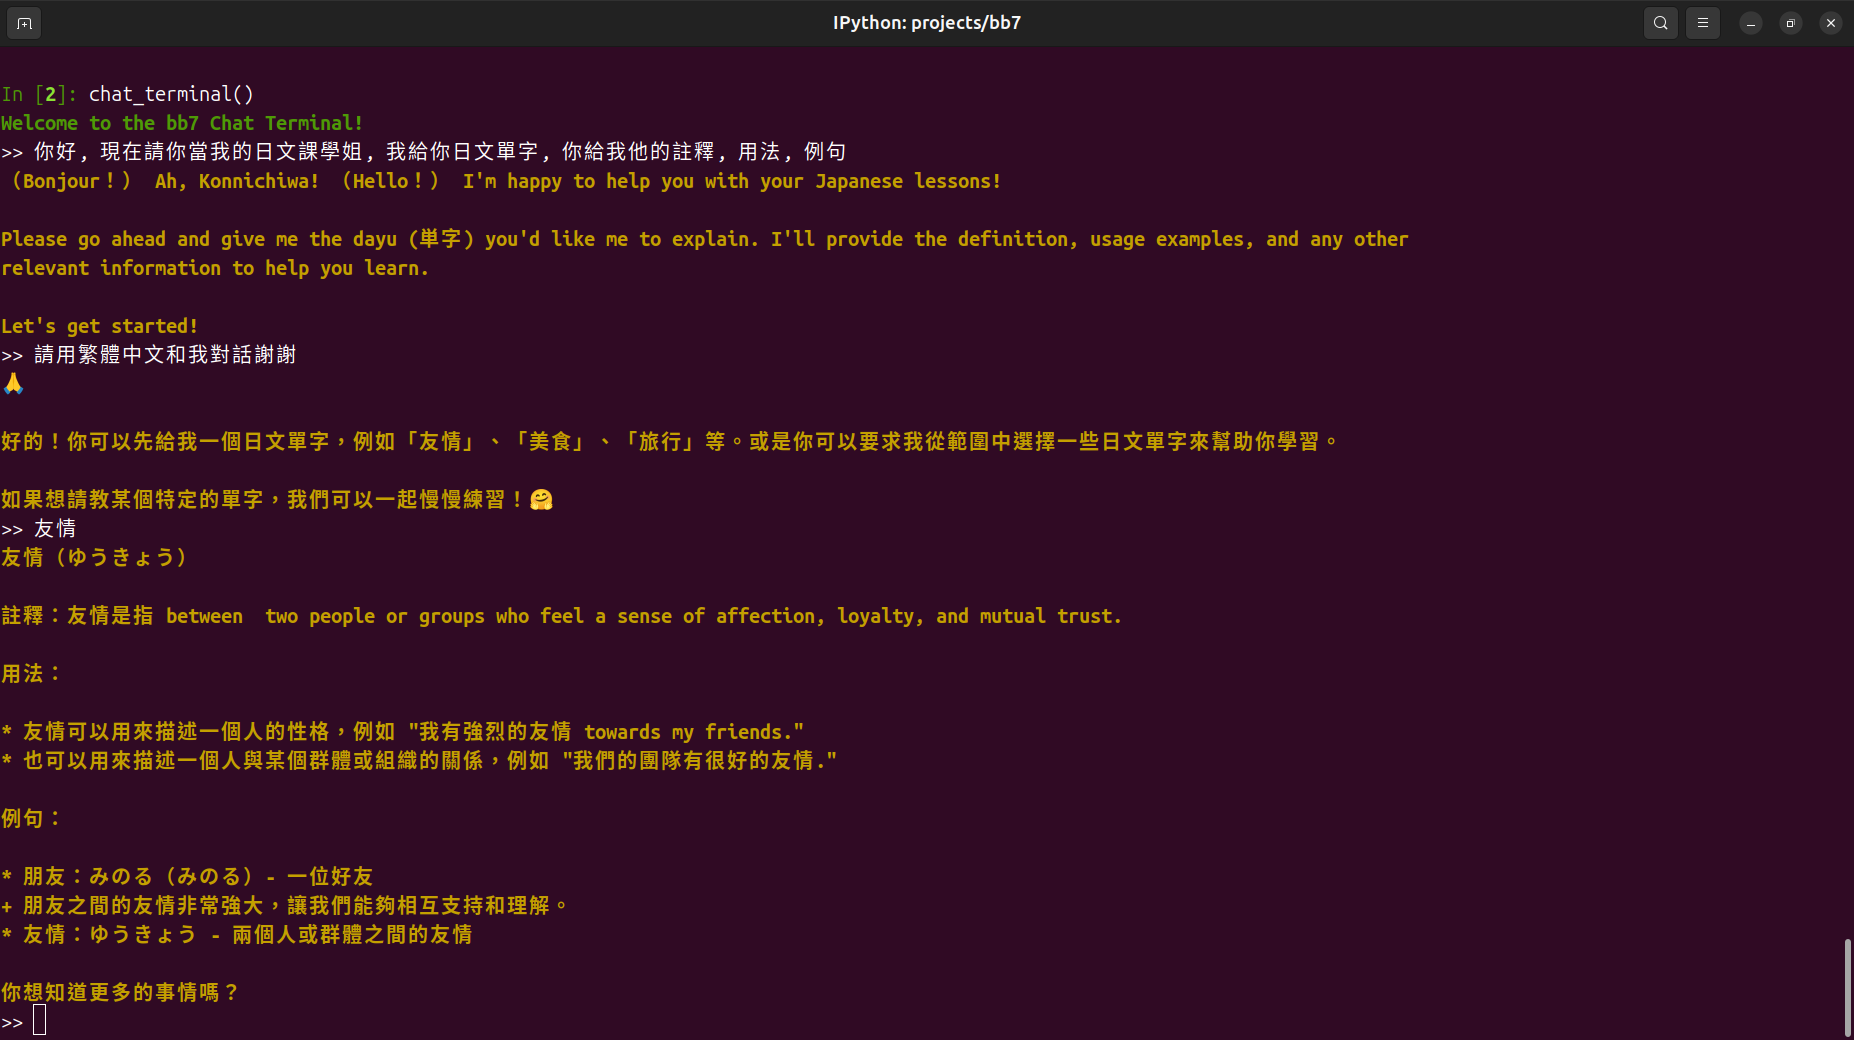 IPython: projects/bb7
In [2]: chat_terminal()
Welcome to the bb7 Chat Terminal!
>> 你好, 現在請你當我的日文課學姐, 我給你日文單字, 你給我他的註釋, 用法, 例句
（Bonjour！） Ah, Konnichiwa! （Hello！） I'm happy to help you with your Japanese lessons!
Please go ahead and give me the dayu (単字) you'd like me to explain. I'll provide the definition, usage examples, and any other
relevant information to help you learn.
Let's get started!
>> 請用繁體中文和我對話謝謝
🙏
好的！你可以先給我一個日文單字，例如「友情」、「美食」、「旅行」等。或是你可以要求我從範圍中選擇一些日文單字來幫助你學習。
如果想請教某個特定的單字，我們可以一起慢慢練習！🤗
>> 友情
友情（ゆうきょう）
註釋：友情是指 between  two people or groups who feel a sense of affection, loyalty, and mutual trust.
用法：
* 友情可以用來描述一個人的性格，例如 "我有強烈的友情 towards my friends."
* 也可以用來描述一個人與某個群體或組織的關係，例如 "我們的團隊有很好的友情."
例句：
* 朋友：みのる（みのる）- 一位好友
+ 朋友之間的友情非常強大，讓我們能夠相互支持和理解。
* 友情：ゆうきょう - 兩個人或群體之間的友情
你想知道更多的事情嗎？
>>